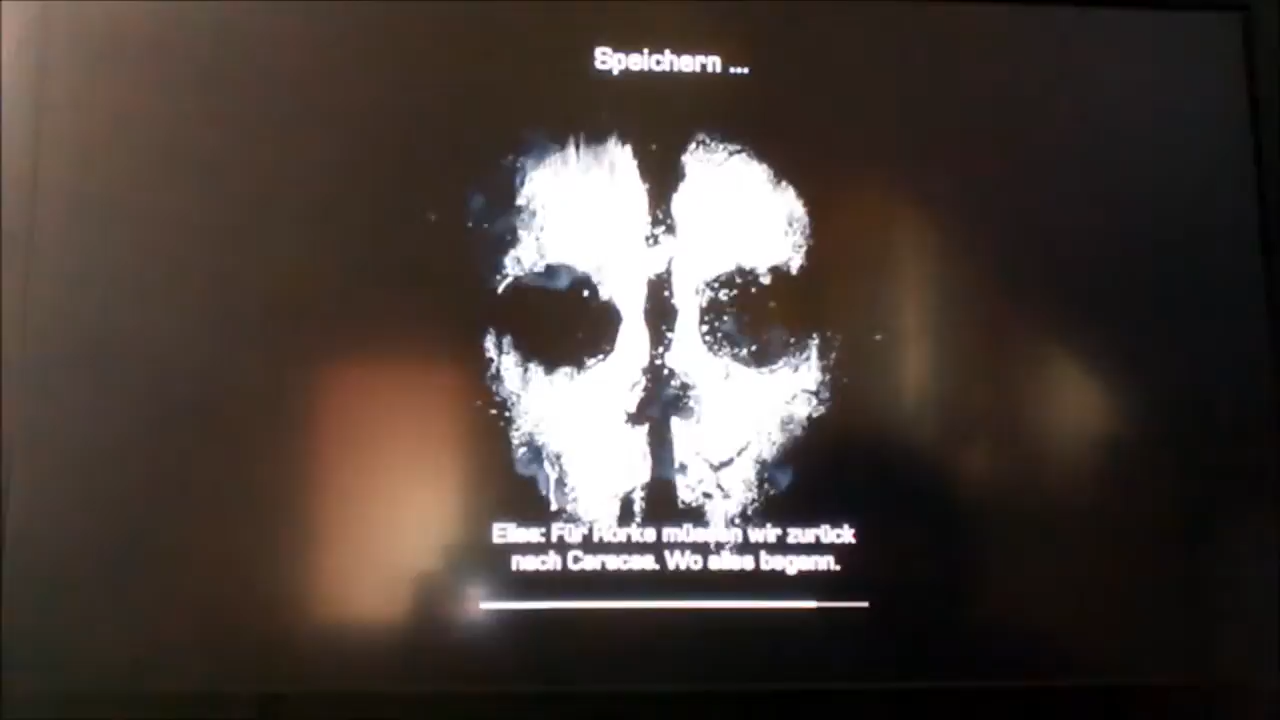 Speichern ...
Elias: Für Rorke müssen wir zurück
nach Caracas. Wo alles begann.